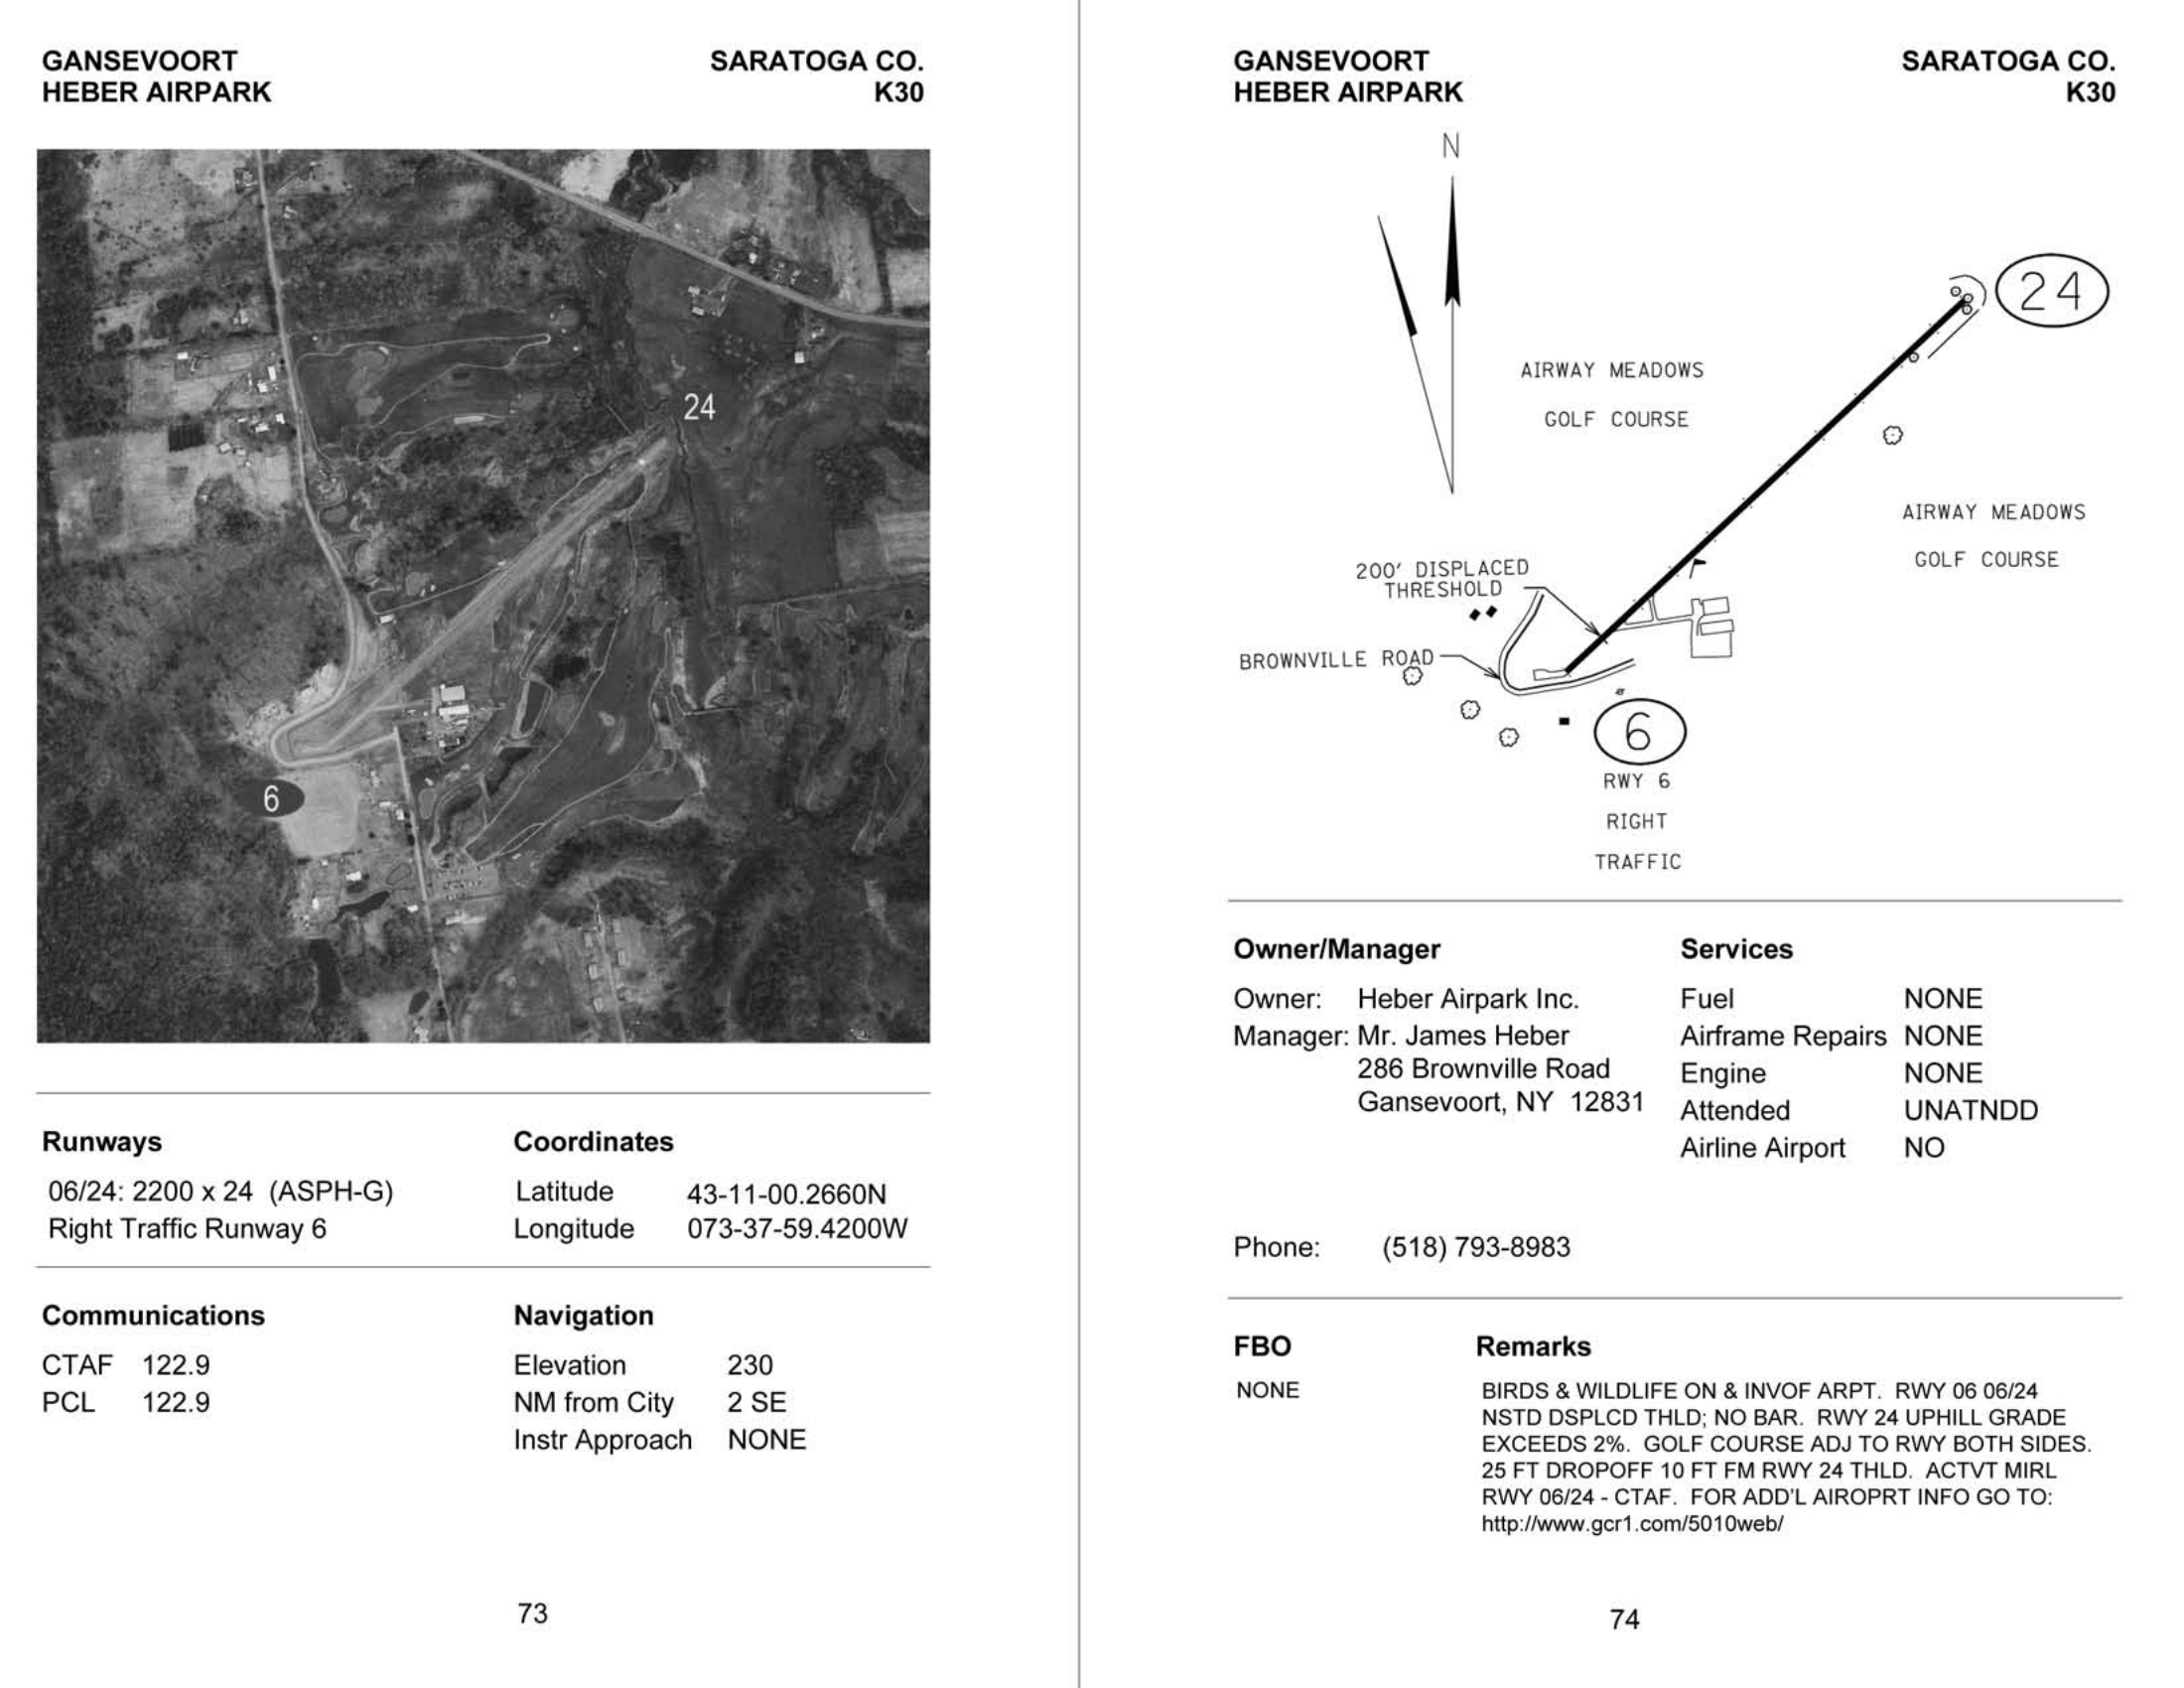 GANSEVOORT SARATOGA CO.
HEBER AIRPARK K30
24
6
Runways
06/24: 2200 x 24 (ASPH-G)
Right Traffic Runway 6
Coordinates
Latitude 43-11-00.2660N
Longitude 073-37-59.4200W
Communications
CTAF 122.9
PCL 122.9
Navigation
Elevation 230
NM from City 2 SE
Instr Approach NONE
73
GANSEVOORT SARATOGA CO.
HEBER AIRPARK K30
N
24
AIRWAY MEADOWS
GOLF COURSE
AIRWAY MEADOWS
GOLF COURSE
200' DISPLACED
THRESHOLD
BROWNVILLE ROAD
6
RWY 6
RIGHT
TRAFFIC
Owner/Manager
Owner: Heber Airpark Inc.
Manager: Mr. James Heber
286 Brownville Road
Gansevoort, NY 12831
Services
Fuel NONE
Airframe Repairs NONE
Engine NONE
Attended UNATNDD
Airline Airport NO
Phone: (518) 793-8983
FBO
NONE
Remarks
BIRDS & WILDLIFE ON & INVOF ARPT. RWY 06 06/24
NSTD DSPLCD THLD; NO BAR. RWY 24 UPHILL GRADE
EXCEEDS 2%. GOLF COURSE ADJ TO RWY BOTH SIDES.
25 FT DROPOFF 10 FT FM RWY 24 THLD. ACTVT MIRL
RWY 06/24 - CTAF. FOR ADD'L AIROPRT INFO GO TO:
http://www.gcr1.com/5010web/
74